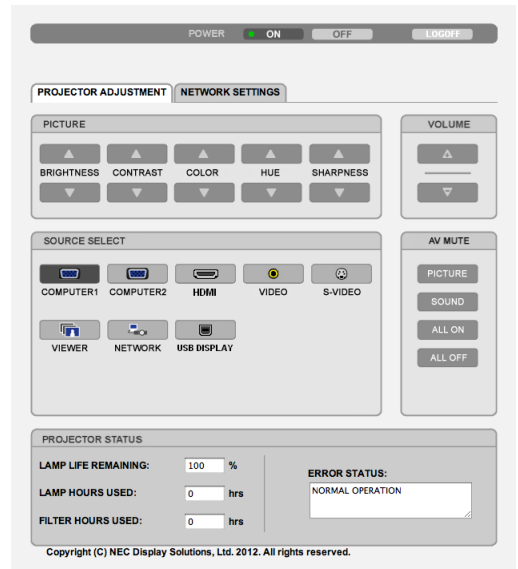 POWER ON OFF LOGOFF
PROJECTOR ADJUSTMENT NETWORK SETTINGS
PICTURE
BRIGHTNESS CONTRAST COLOR HUE SHARPNESS
VOLUME
SOURCE SELECT
COMPUTER1 COMPUTER2 HDMI VIDEO S-VIDEO
VIEWER NETWORK USB DISPLAY
AV MUTE
PICTURE
SOUND
ALL ON
ALL OFF
PROJECTOR STATUS
LAMP LIFE REMAINING: 100 %
LAMP HOURS USED: 0 hrs
FILTER HOURS USED: 0 hrs
ERROR STATUS:
NORMAL OPERATION
Copyright (C) NEC Display Solutions, Ltd. 2012. All rights reserved.